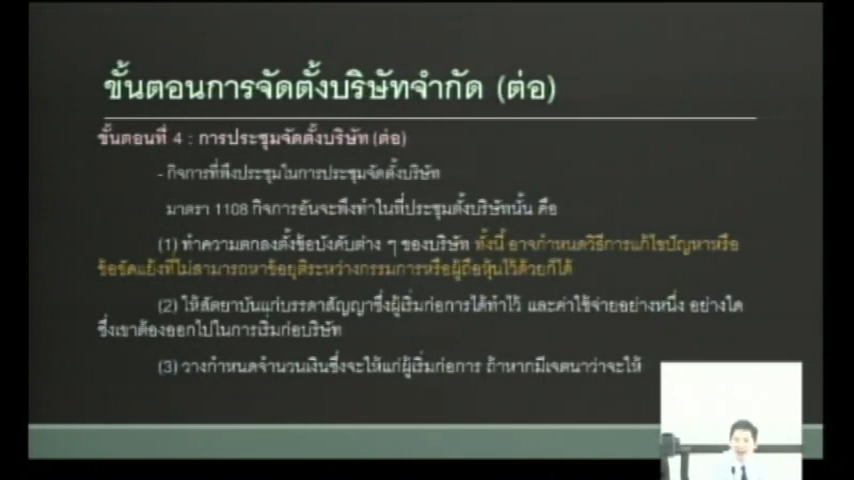 ขั้นตอนการจัดตั้งบริษัทจำกัด (ต่อ)
ขั้นตอนที่ 4 : การประชุมจัดตั้งบริษัท (ต่อ)
- กิจการที่พึงประชุมในการประชุมจัดตั้งบริษัท
มาตรา 1108 กิจการอันจะพึงทำในที่ประชุมตั้งบริษัทนั้น คือ
(1) ทำความตกลงตั้งข้อบังคับต่าง ๆ ของบริษัท ทั้งนี้ อาจกำหนดวิธีการแก้ไขปัญหาหรือ
ข้อขัดแย้งที่ไม่สามารถหาข้อยุติระหว่างกรรมการหรือผู้ถือหุ้นไว้ด้วยก็ได้
(2) ให้สัตยาบันแก่บรรดาสัญญาซึ่งผู้เริ่มก่อการได้ทำไว้ และค่าใช้จ่ายอย่างหนึ่ง อย่างใด
ซึ่งเขาต้องออกไปในการเริ่มก่อบริษัท
(3) วางกำหนดจำนวนเงินซึ่งจะให้แก่ผู้เริ่มก่อการ ถ้าหากมีเจตนาว่าจะให้